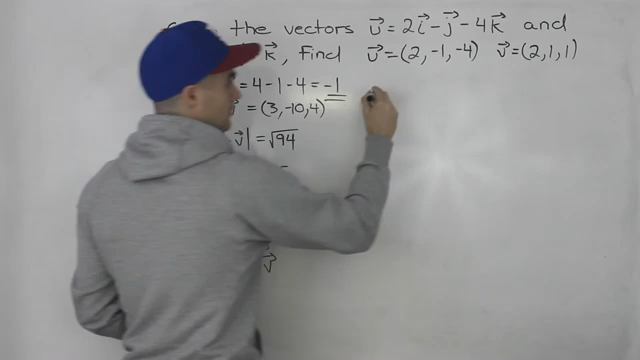 the vectors u⃗ = 2i⃗ - j⃗ - 4k⃗ and
k⃗, find u⃗ = (2, -1, -4) v⃗ = (2, 1, 1)
= 4 - 1 - 4 = -1
= (3, -10, 4)
v⃗| = √94
v⃗